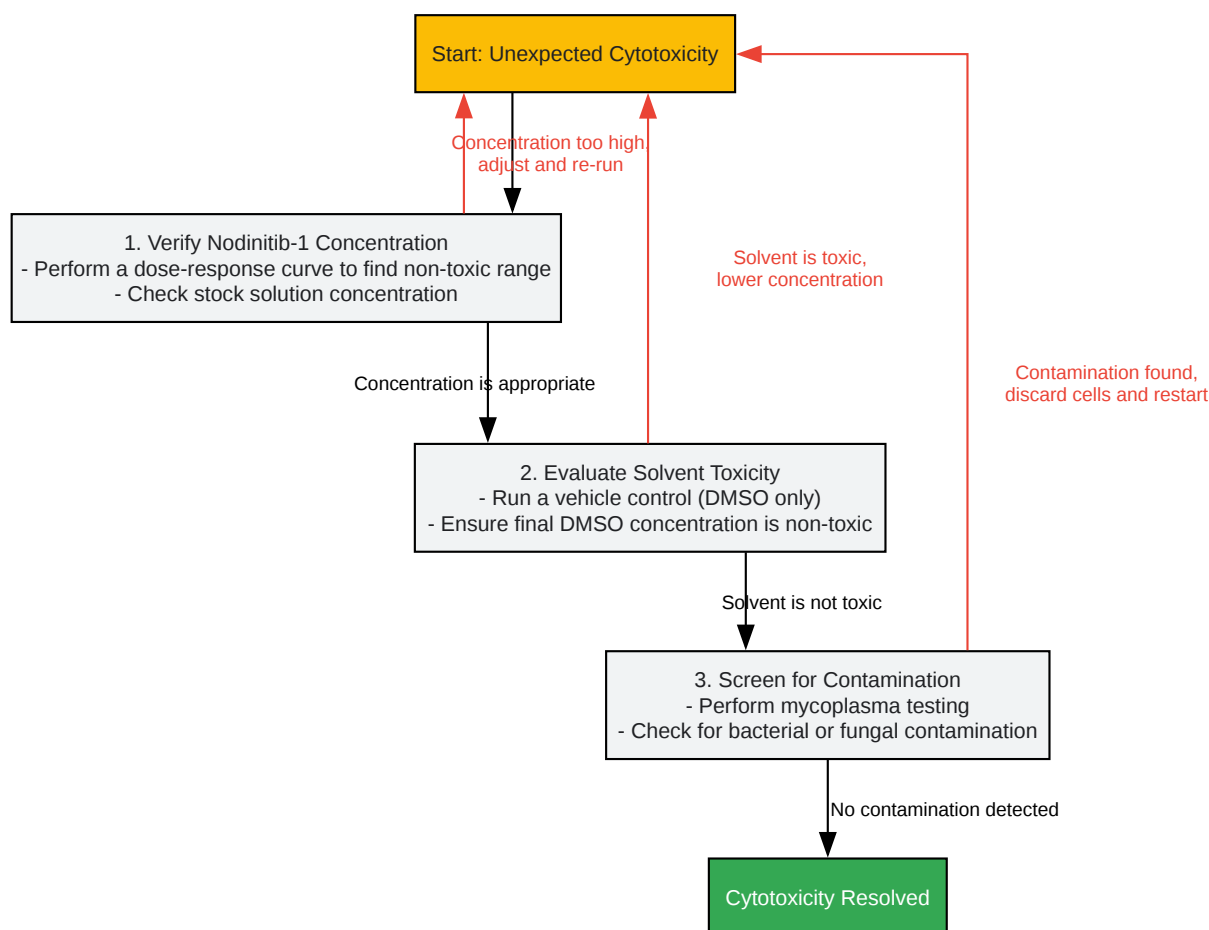 Start: Unexpected Cytotoxicity
Concentration too high,
adjust and re-run
1. Verify Nodinitib-1 Concentration
- Perform a dose-response curve to find non-toxic range
- Check stock solution concentration
Solvent is toxic,
lower concentration
Contamination found,
discard cells and restart
Concentration is appropriate
2. Evaluate Solvent Toxicity
- Run a vehicle control (DMSO only)
- Ensure final DMSO concentration is non-toxic
Solvent is not toxic
3. Screen for Contamination
- Perform mycoplasma testing
- Check for bacterial or fungal contamination
No contamination detected
Cytotoxicity Resolved